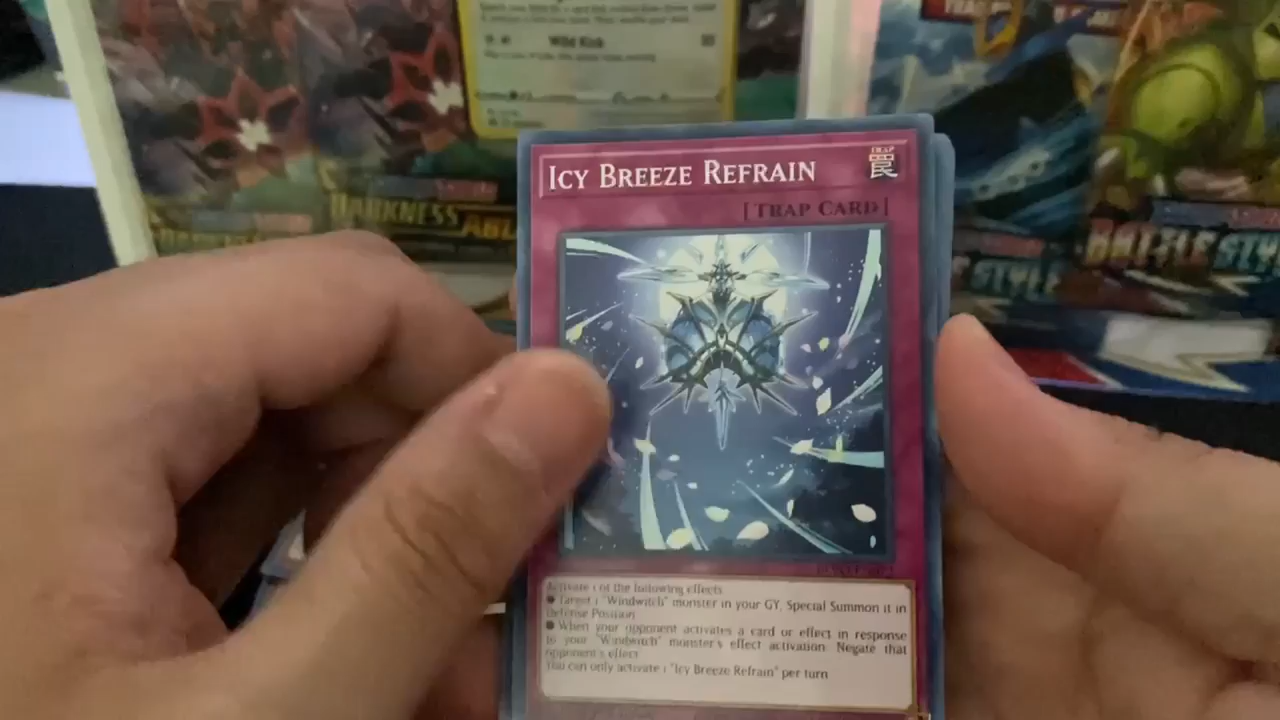 Wild Kick
DARKNESS ABL
BATTLE STYL
STYLE
ICY BREEZE REFRAIN
TRAP
罠
[TRAP CARD]
Activate 1 of the following effects
● Target 1 "Windwitch" monster in your GY, Special Summon it in
Defense Position
● When your opponent activates a card or effect in response
to your "Windwitch" monster's effect activation: Negate that
opponent's effect
You can only activate 1 "Icy Breeze Refrain" per turn